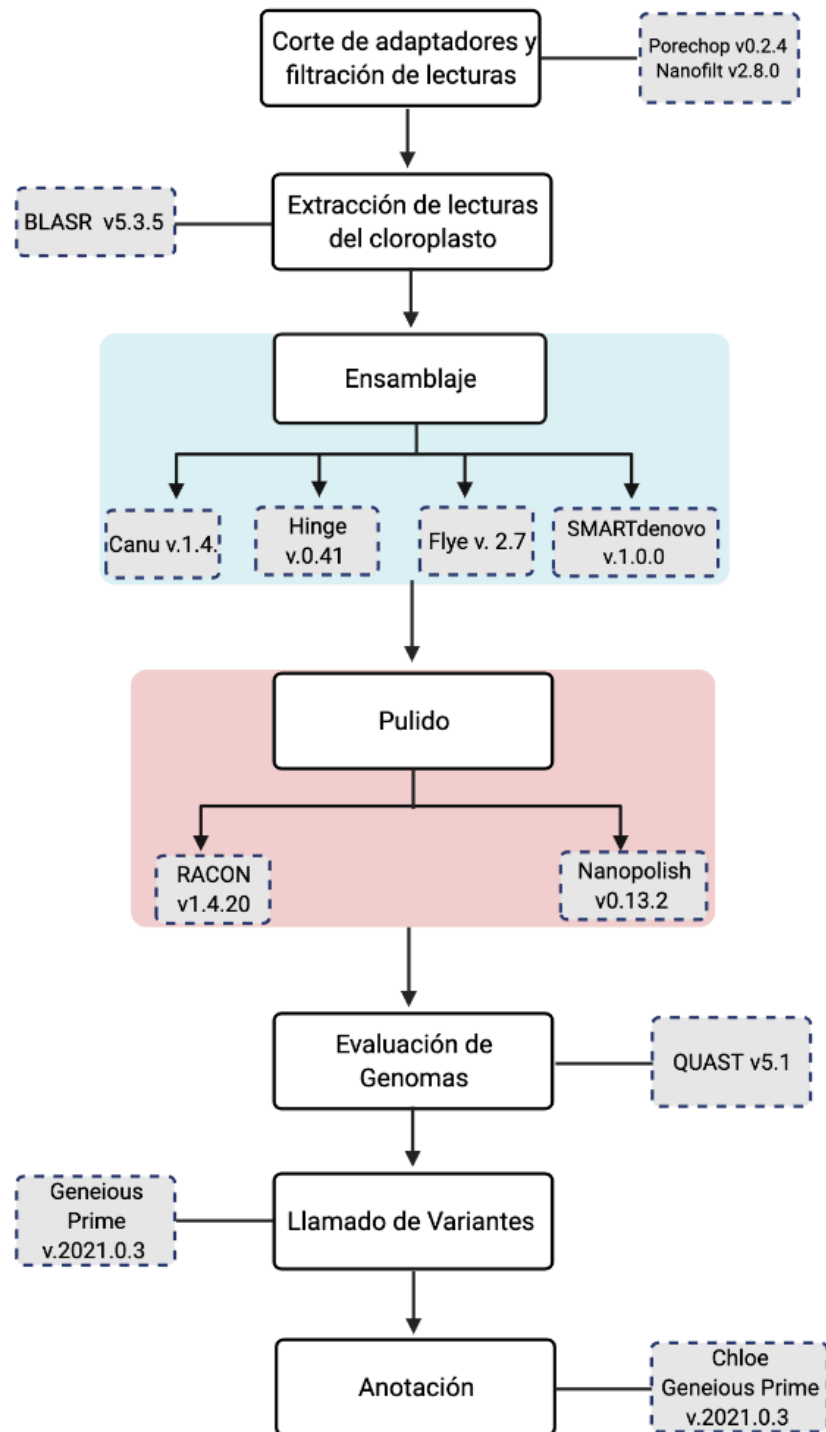 Corte de adaptadores y
filtración de lecturas
Porechop v0.2.4
Nanofilt v2.8.0
BLASR v5.3.5
Extracción de lecturas
del cloroplasto
Ensamblaje
Canu v.1.4.
Hinge
v.0.41
Flye v. 2.7
SMARTdenovo
v.1.0.0
Pulido
RACON
v1.4.20
Nanopolish
v0.13.2
Evaluación de
Genomas
QUAST v5.1
Geneious
Prime
v.2021.0.3
Llamado de Variantes
Anotación
Chloe
Geneious Prime
v.2021.0.3